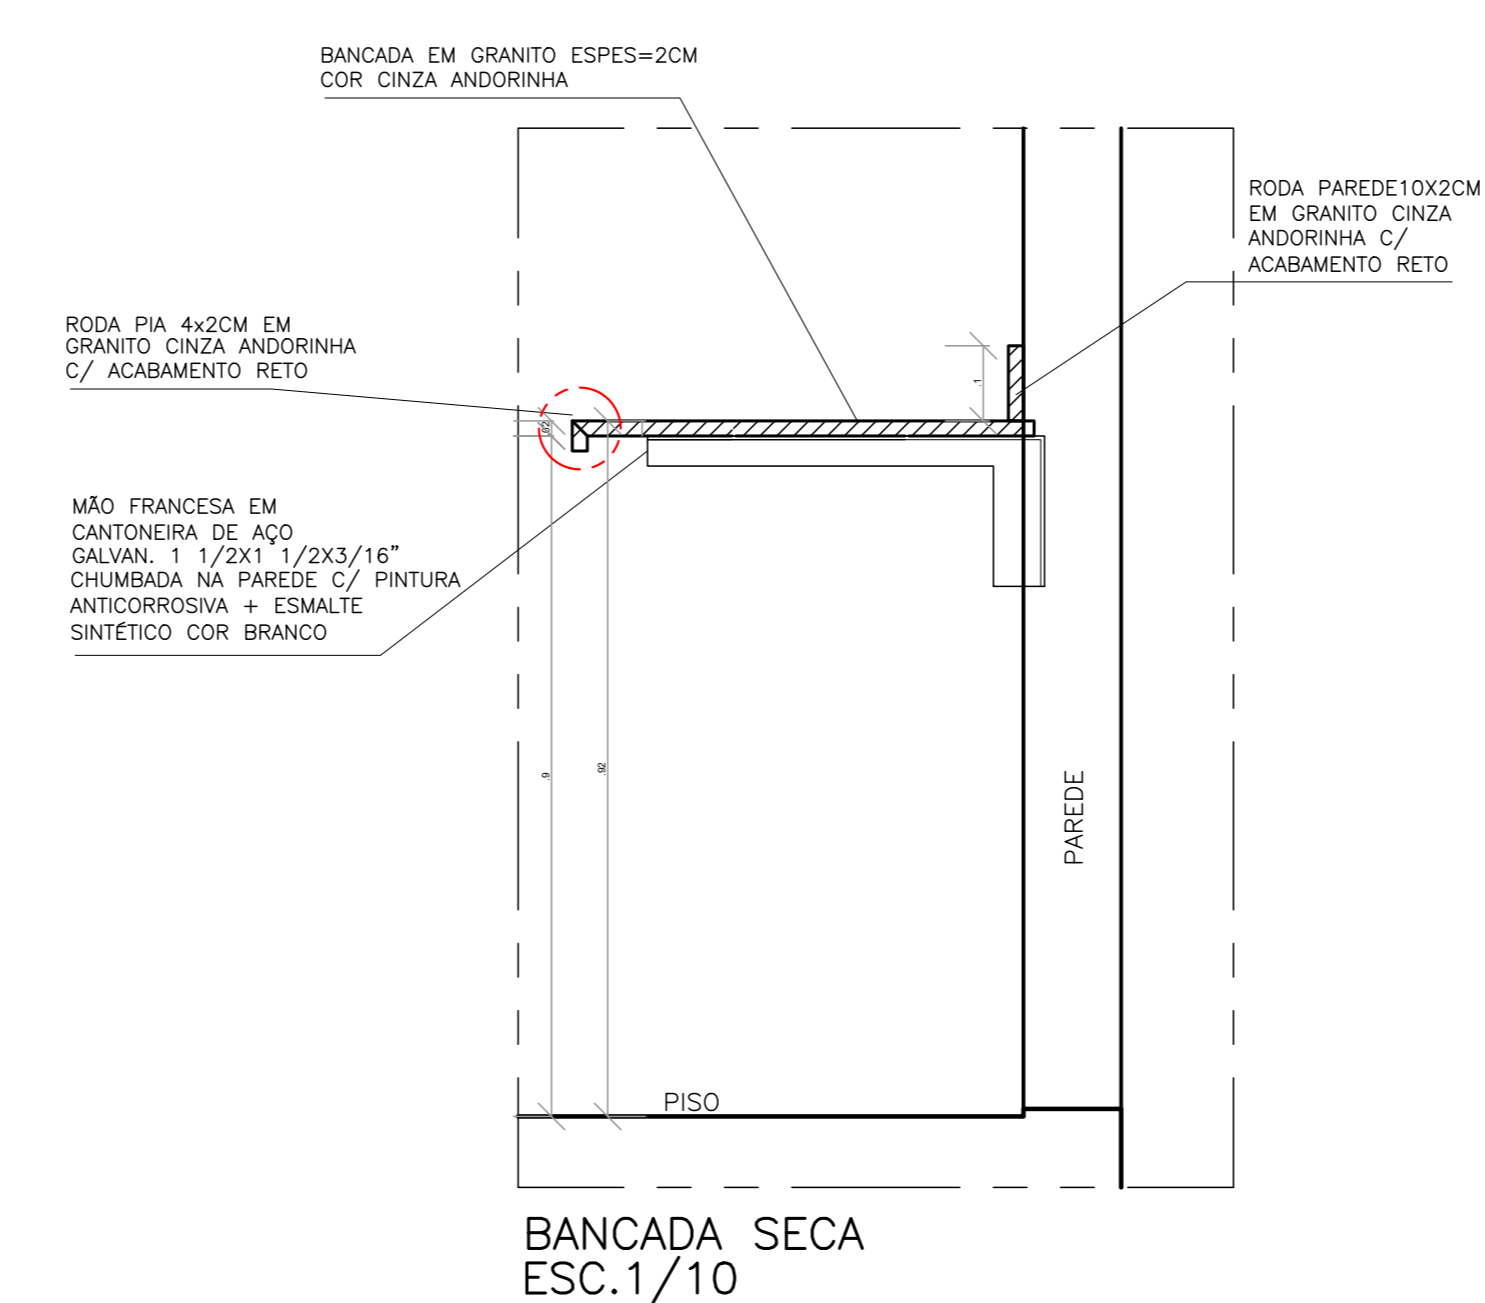 BANCADA EM GRANITO ESPES=2CM
COR CINZA ANDORINHA
RODA PAREDE10X2CM
EM GRANITO CINZA
ANDORINHA C/
ACABAMENTO RETO
RODA PIA 4x2CM EM
GRANITO CINZA ANDORINHA
C/ ACABAMENTO RETO
.1
.02
MÃO FRANCESA EM
CANTONEIRA DE AÇO
GALVAN. 1 1/2X1 1/2X3/16”
CHUMBADA NA PAREDE C/ PINTURA
ANTICORROSIVA + ESMALTE
SINTÉTICO COR BRANCO
.9
.92
PAREDE
PISO
BANCADA SECA
ESC.1/10